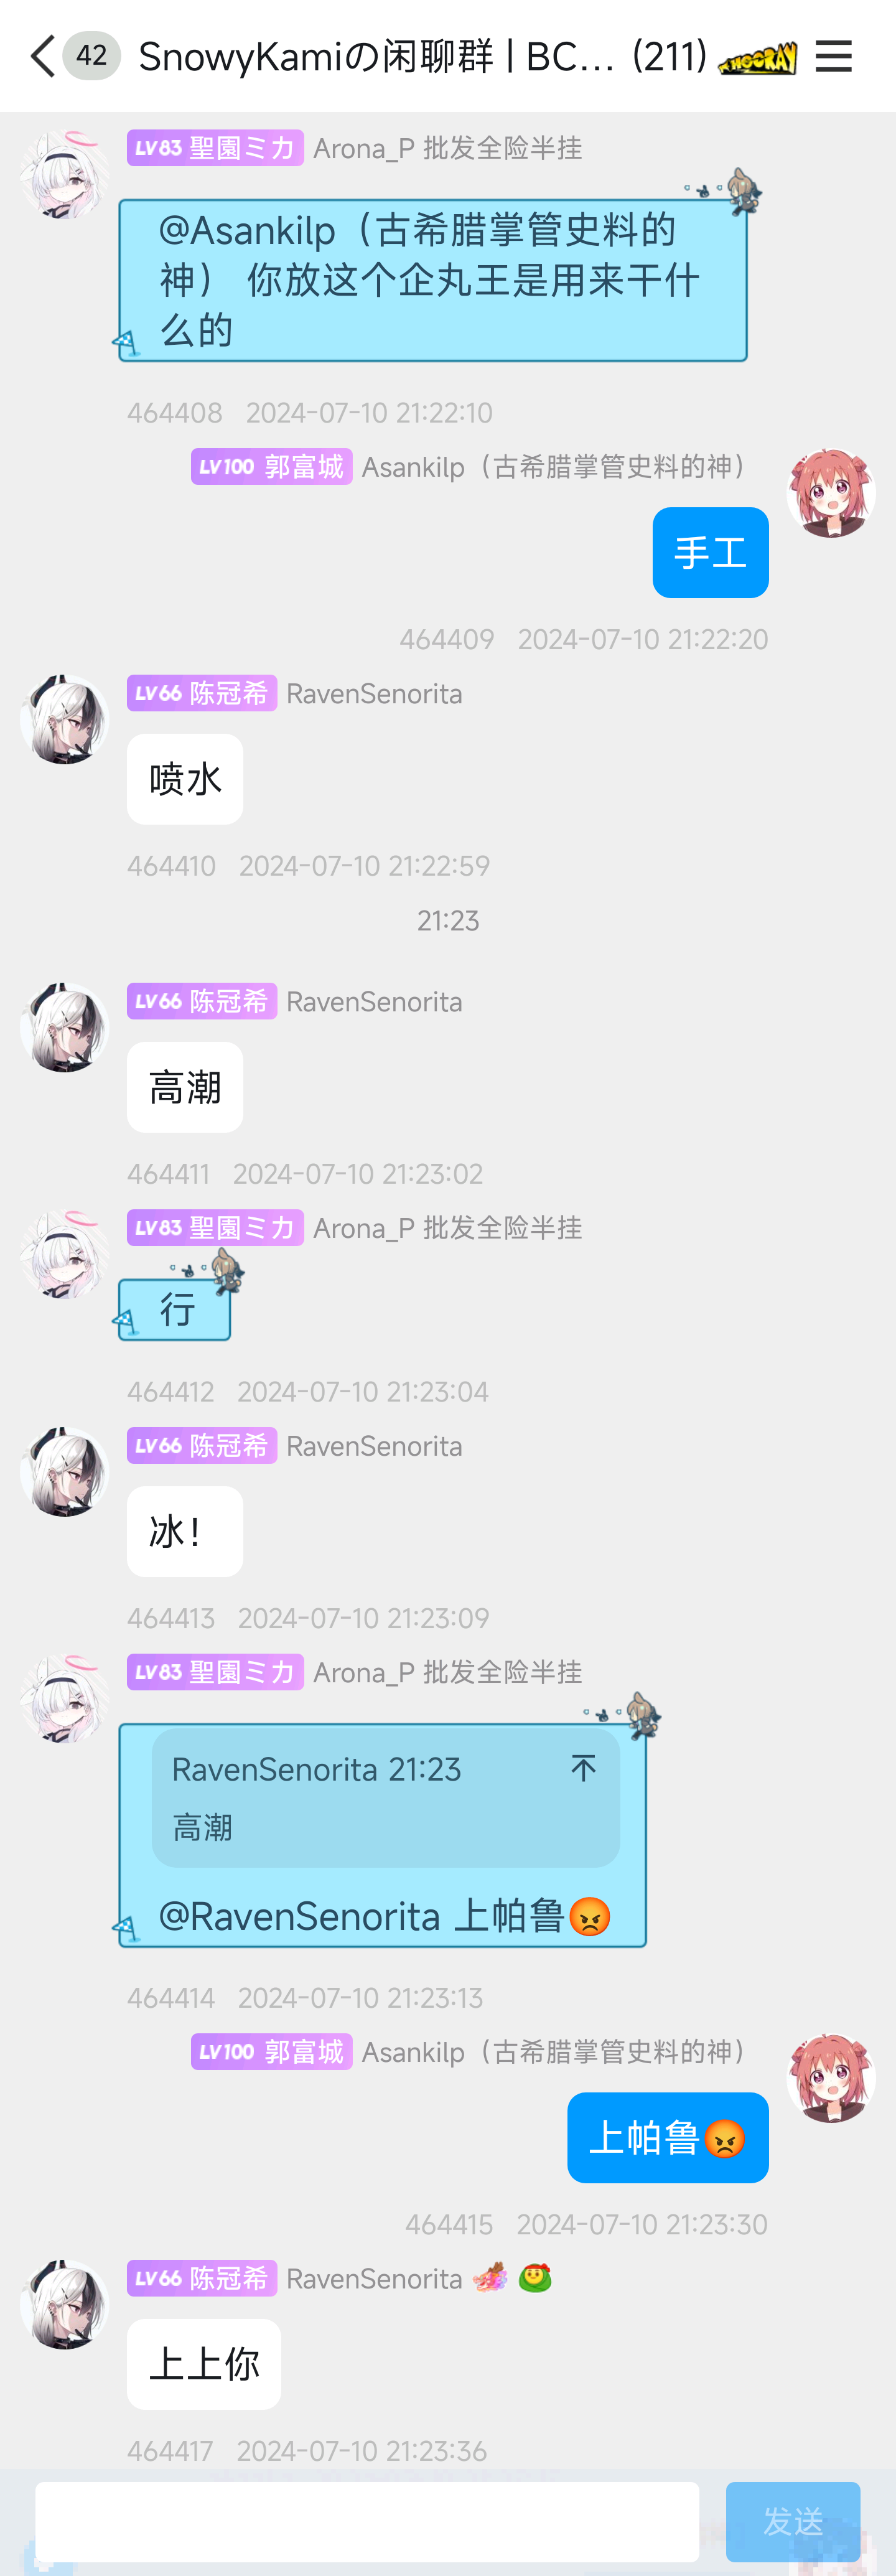 42 SnowyKamiの闲聊群 | BC... (211) HOORAY
LV83 聖園ミカ Arona_P 批发全险半挂
@Asankilp（古希腊掌管史料的
神） 你放这个企丸王是用来干什
么的
464408 2024-07-10 21:22:10
LV100 郭富城 Asankilp（古希腊掌管史料的神）
手工
464409 2024-07-10 21:22:20
LV66 陈冠希 RavenSenorita
喷水
464410 2024-07-10 21:22:59
21:23
LV66 陈冠希 RavenSenorita
高潮
464411 2024-07-10 21:23:02
LV83 聖園ミカ Arona_P 批发全险半挂
行
464412 2024-07-10 21:23:04
LV66 陈冠希 RavenSenorita
冰！
464413 2024-07-10 21:23:09
LV83 聖園ミカ Arona_P 批发全险半挂
RavenSenorita 21:23
高潮
@RavenSenorita 上帕鲁😡
464414 2024-07-10 21:23:13
LV100 郭富城 Asankilp（古希腊掌管史料的神）
上帕鲁😡
464415 2024-07-10 21:23:30
LV66 陈冠希 RavenSenorita
上上你
464417 2024-07-10 21:23:36
发送